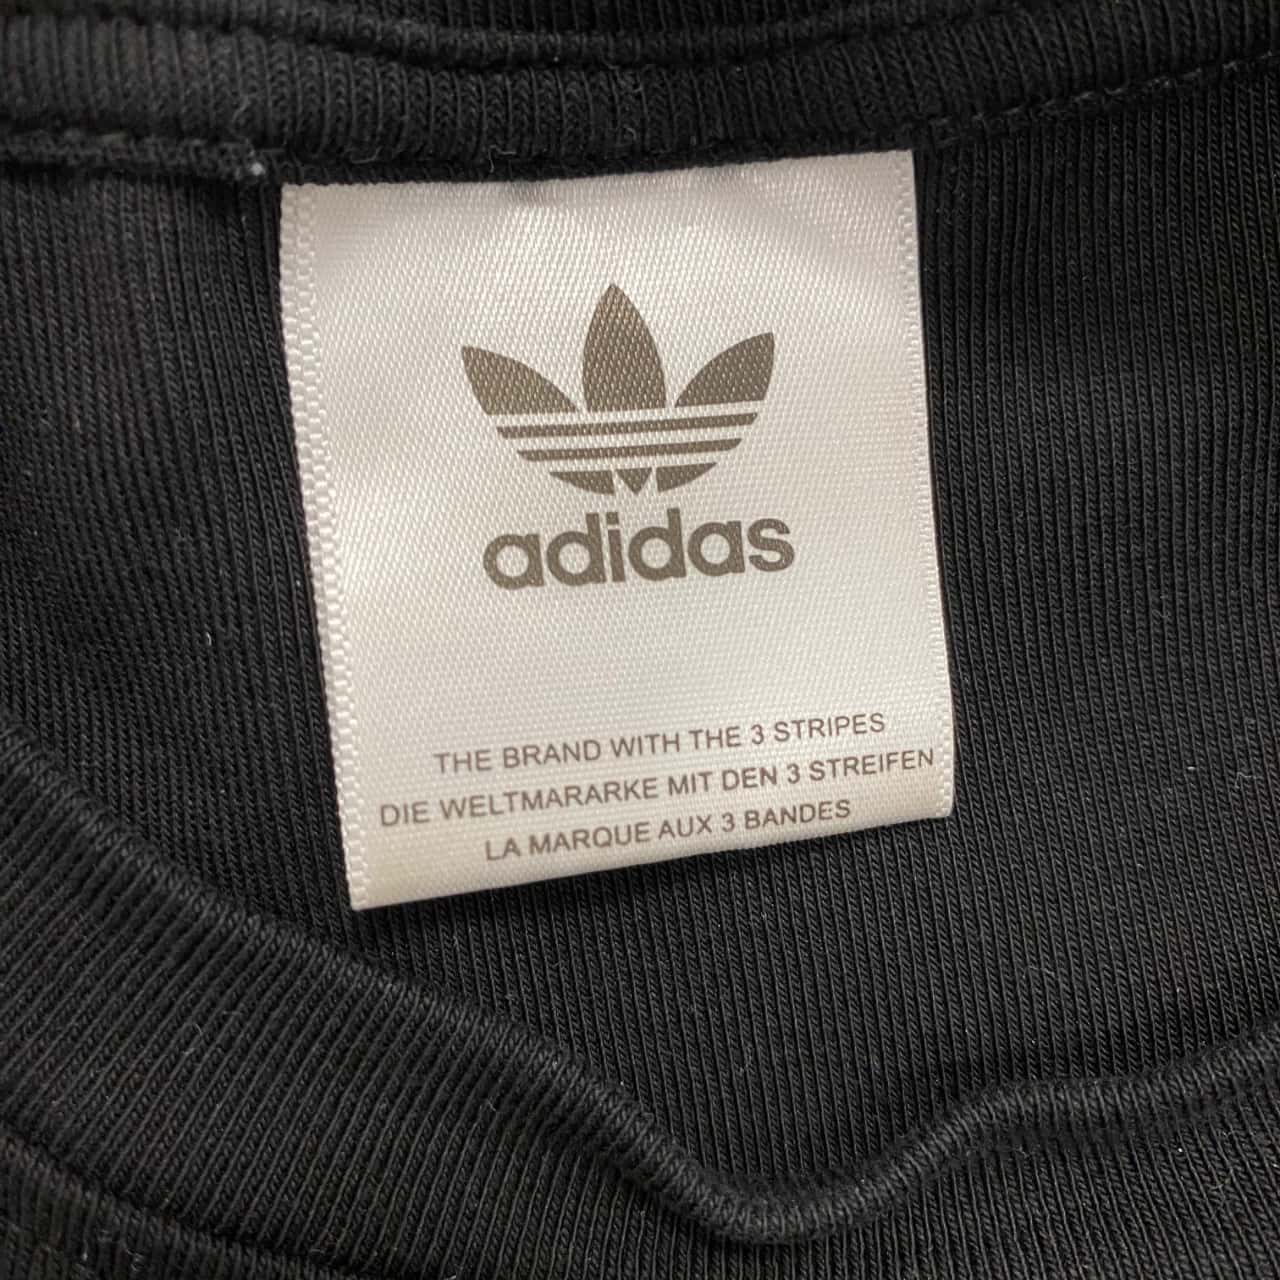 adidas
THE BRAND WITH THE 3 STRIPES
DIE WELTMARARKE MIT DEN 3 STREIFEN
LA MARQUE AUX 3 BANDES